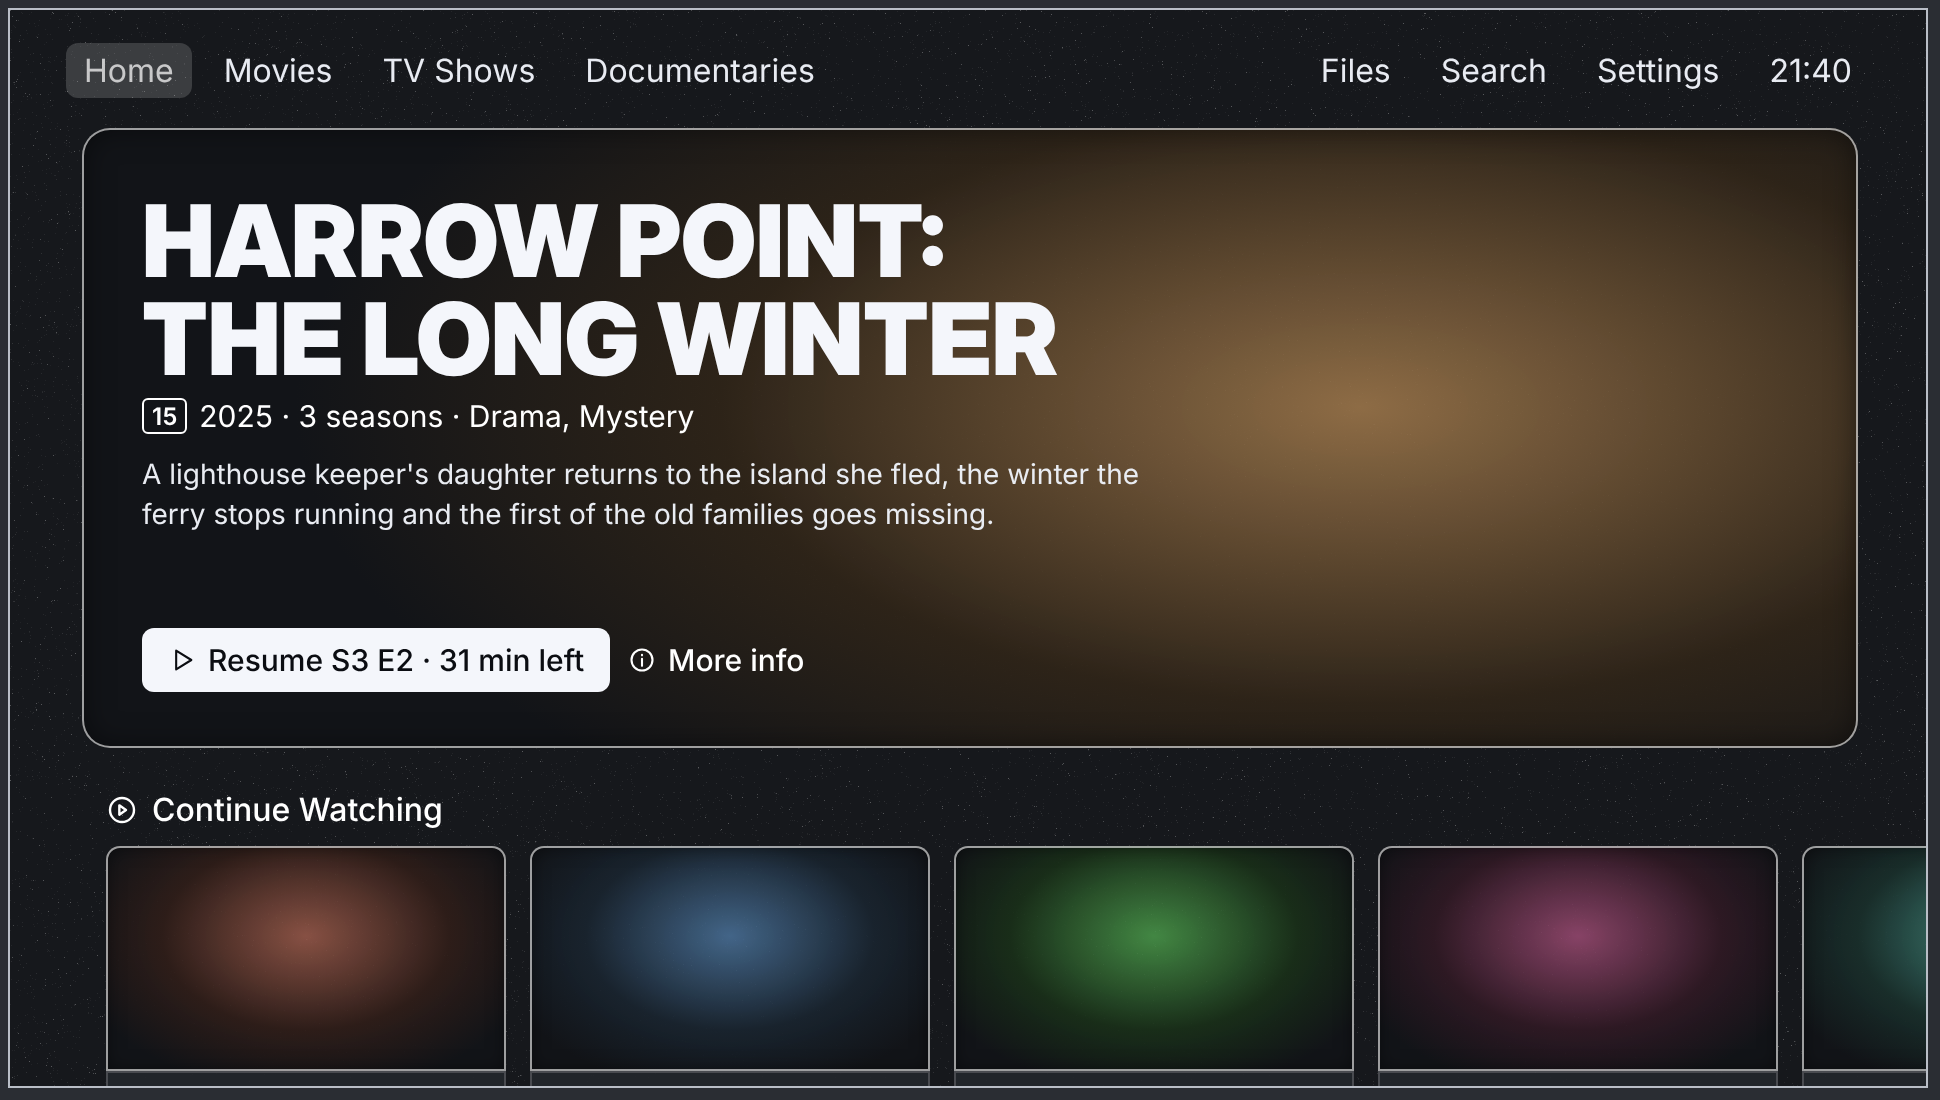 Home Movies TV Shows Documentaries Files Search Settings 21:40
HARROW POINT:
THE LONG WINTER
15 2025 · 3 seasons · Drama, Mystery
A lighthouse keeper's daughter returns to the island she fled, the winter the
ferry stops running and the first of the old families goes missing.
Resume S3 E2 · 31 min left More info
Continue Watching